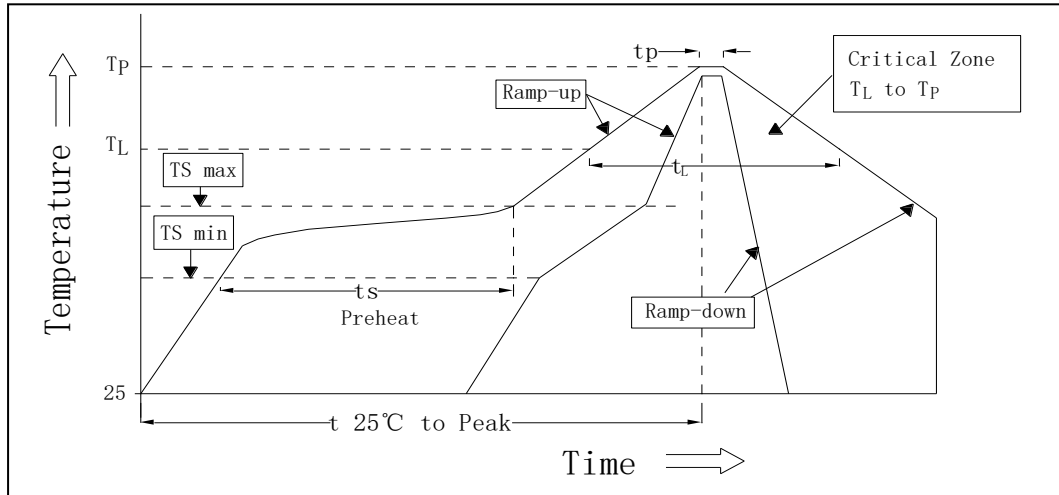 tp
Critical Zone
TL to TP
TP
Ramp-up
TL
tL
TS max
TS min
ts
Preheat
Ramp-down
25
t 25℃ to Peak
Temperature
Time